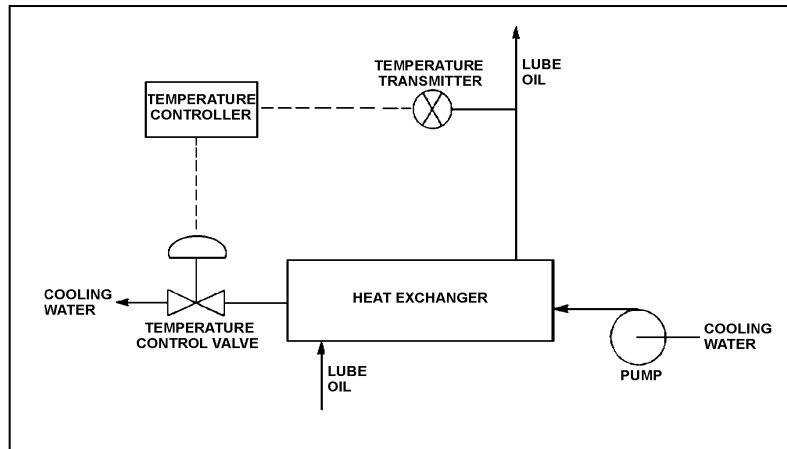 TEMPERATURE
TRANSMITTER
LUBE
OIL
TEMPERATURE
CONTROLLER
COOLING
WATER
TEMPERATURE
CONTROL VALVE
HEAT EXCHANGER
LUBE
OIL
COOLING
WATER
PUMP